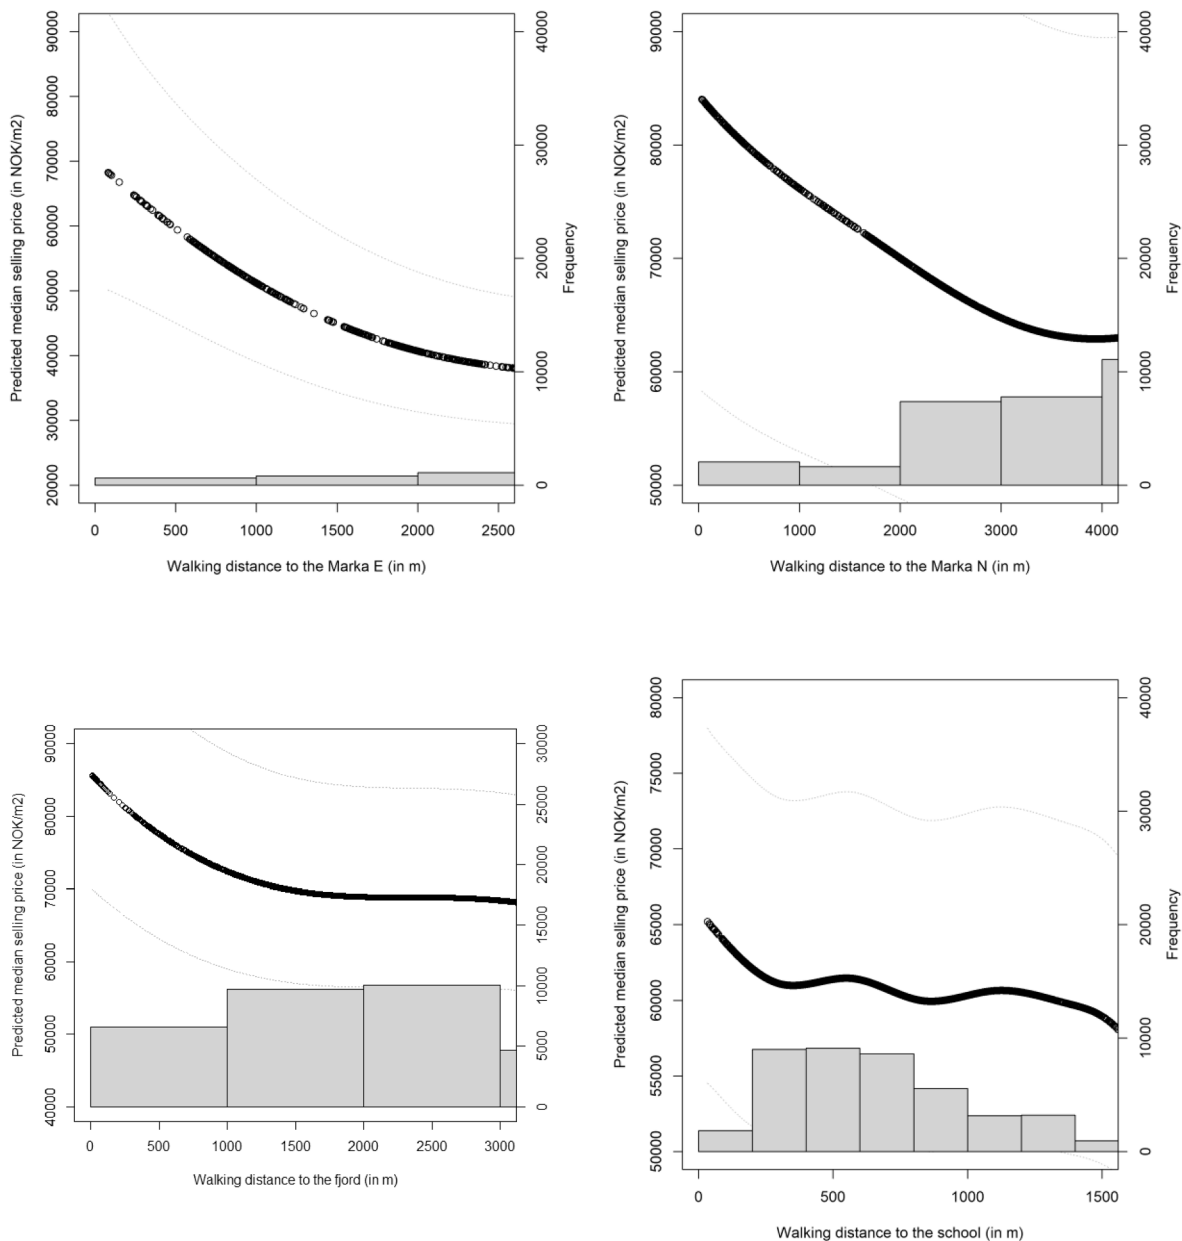 Predicted median selling price (in NOK/m2)
20000 30000 40000 50000 60000 70000 80000 90000
0 10000 20000 30000 40000
Frequency
0 500 1000 1500 2000 2500
Walking distance to the Marka E (in m)
Predicted median selling price (in NOK/m2)
50000 60000 70000 80000 90000
0 10000 20000 30000 40000
Frequency
0 1000 2000 3000 4000
Walking distance to the Marka N (in m)
Predicted median selling price (in NOK/m2)
40000 50000 60000 70000 80000 90000
0 5000 10000 15000 20000 25000 30000
0 500 1000 1500 2000 2500 3000
Walking distance to the fjord (in m)
Predicted median selling price (in NOK/m2)
50000 55000 60000 65000 70000 75000 80000
0 10000 20000 30000 40000
Frequency
0 500 1000 1500
Walking distance to the school (in m)